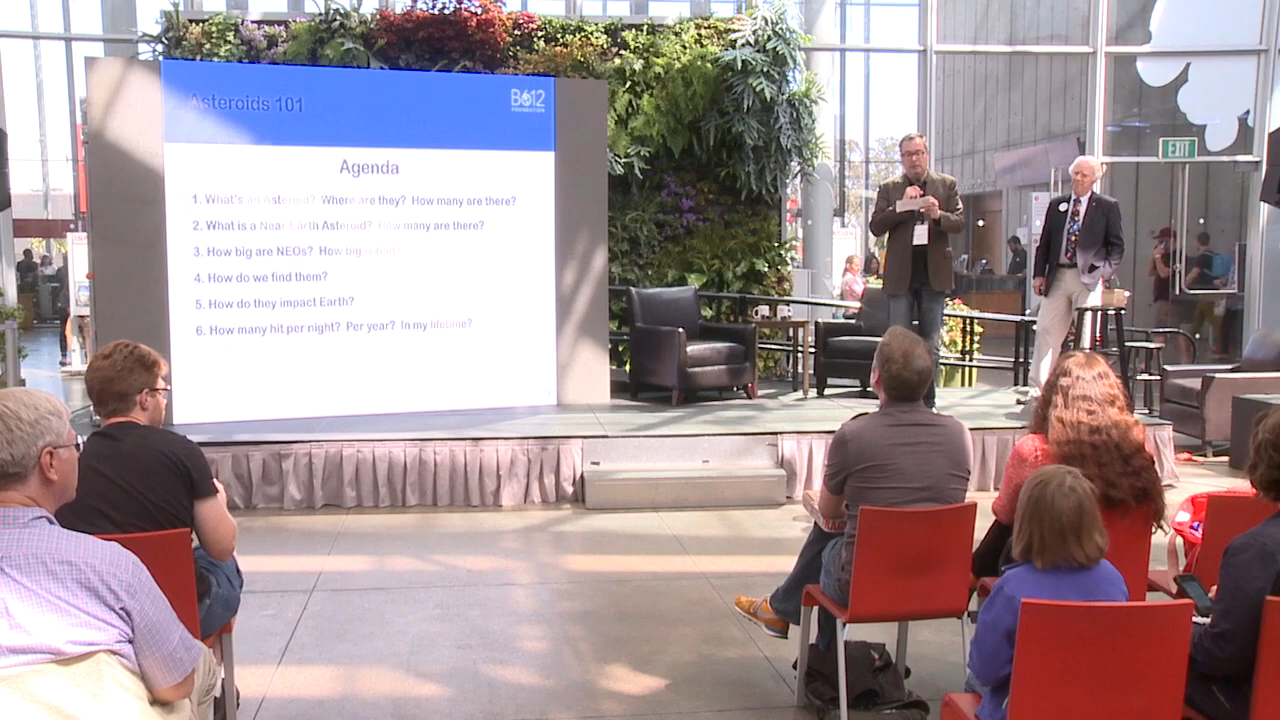 Asteroids 101
B612
FOUNDATION
Agenda
1. What's an Asteroid? Where are they? How many are there?
2. What is a Near Earth Asteroid? How many are there?
3. How big are NEOs? How big is bad?
4. How do we find them?
5. How do they impact Earth?
6. How many hit per night? Per year? In my lifetime?
EXIT